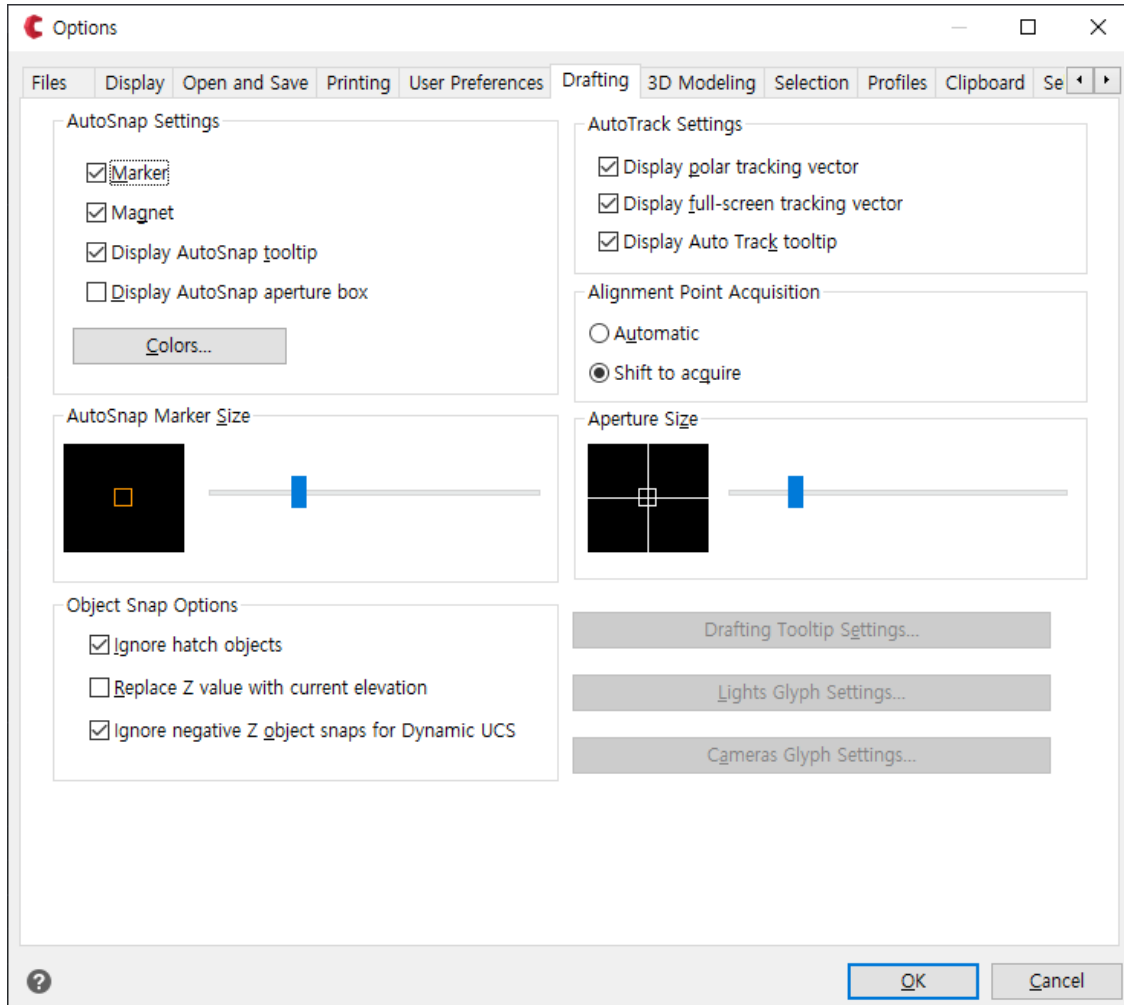 Options
Files Display Open and Save Printing User Preferences Drafting 3D Modeling Selection Profiles Clipboard Se
AutoSnap Settings
Marker
Magnet
Display AutoSnap tooltip
Display AutoSnap aperture box
Colors...
AutoTrack Settings
Display polar tracking vector
Display full-screen tracking vector
Display Auto Track tooltip
Alignment Point Acquisition
Automatic
Shift to acquire
AutoSnap Marker Size
Aperture Size
Object Snap Options
Ignore hatch objects
Replace Z value with current elevation
Ignore negative Z object snaps for Dynamic UCS
Drafting Tooltip Settings...
Lights Glyph Settings...
Cameras Glyph Settings...
?
OK
Cancel